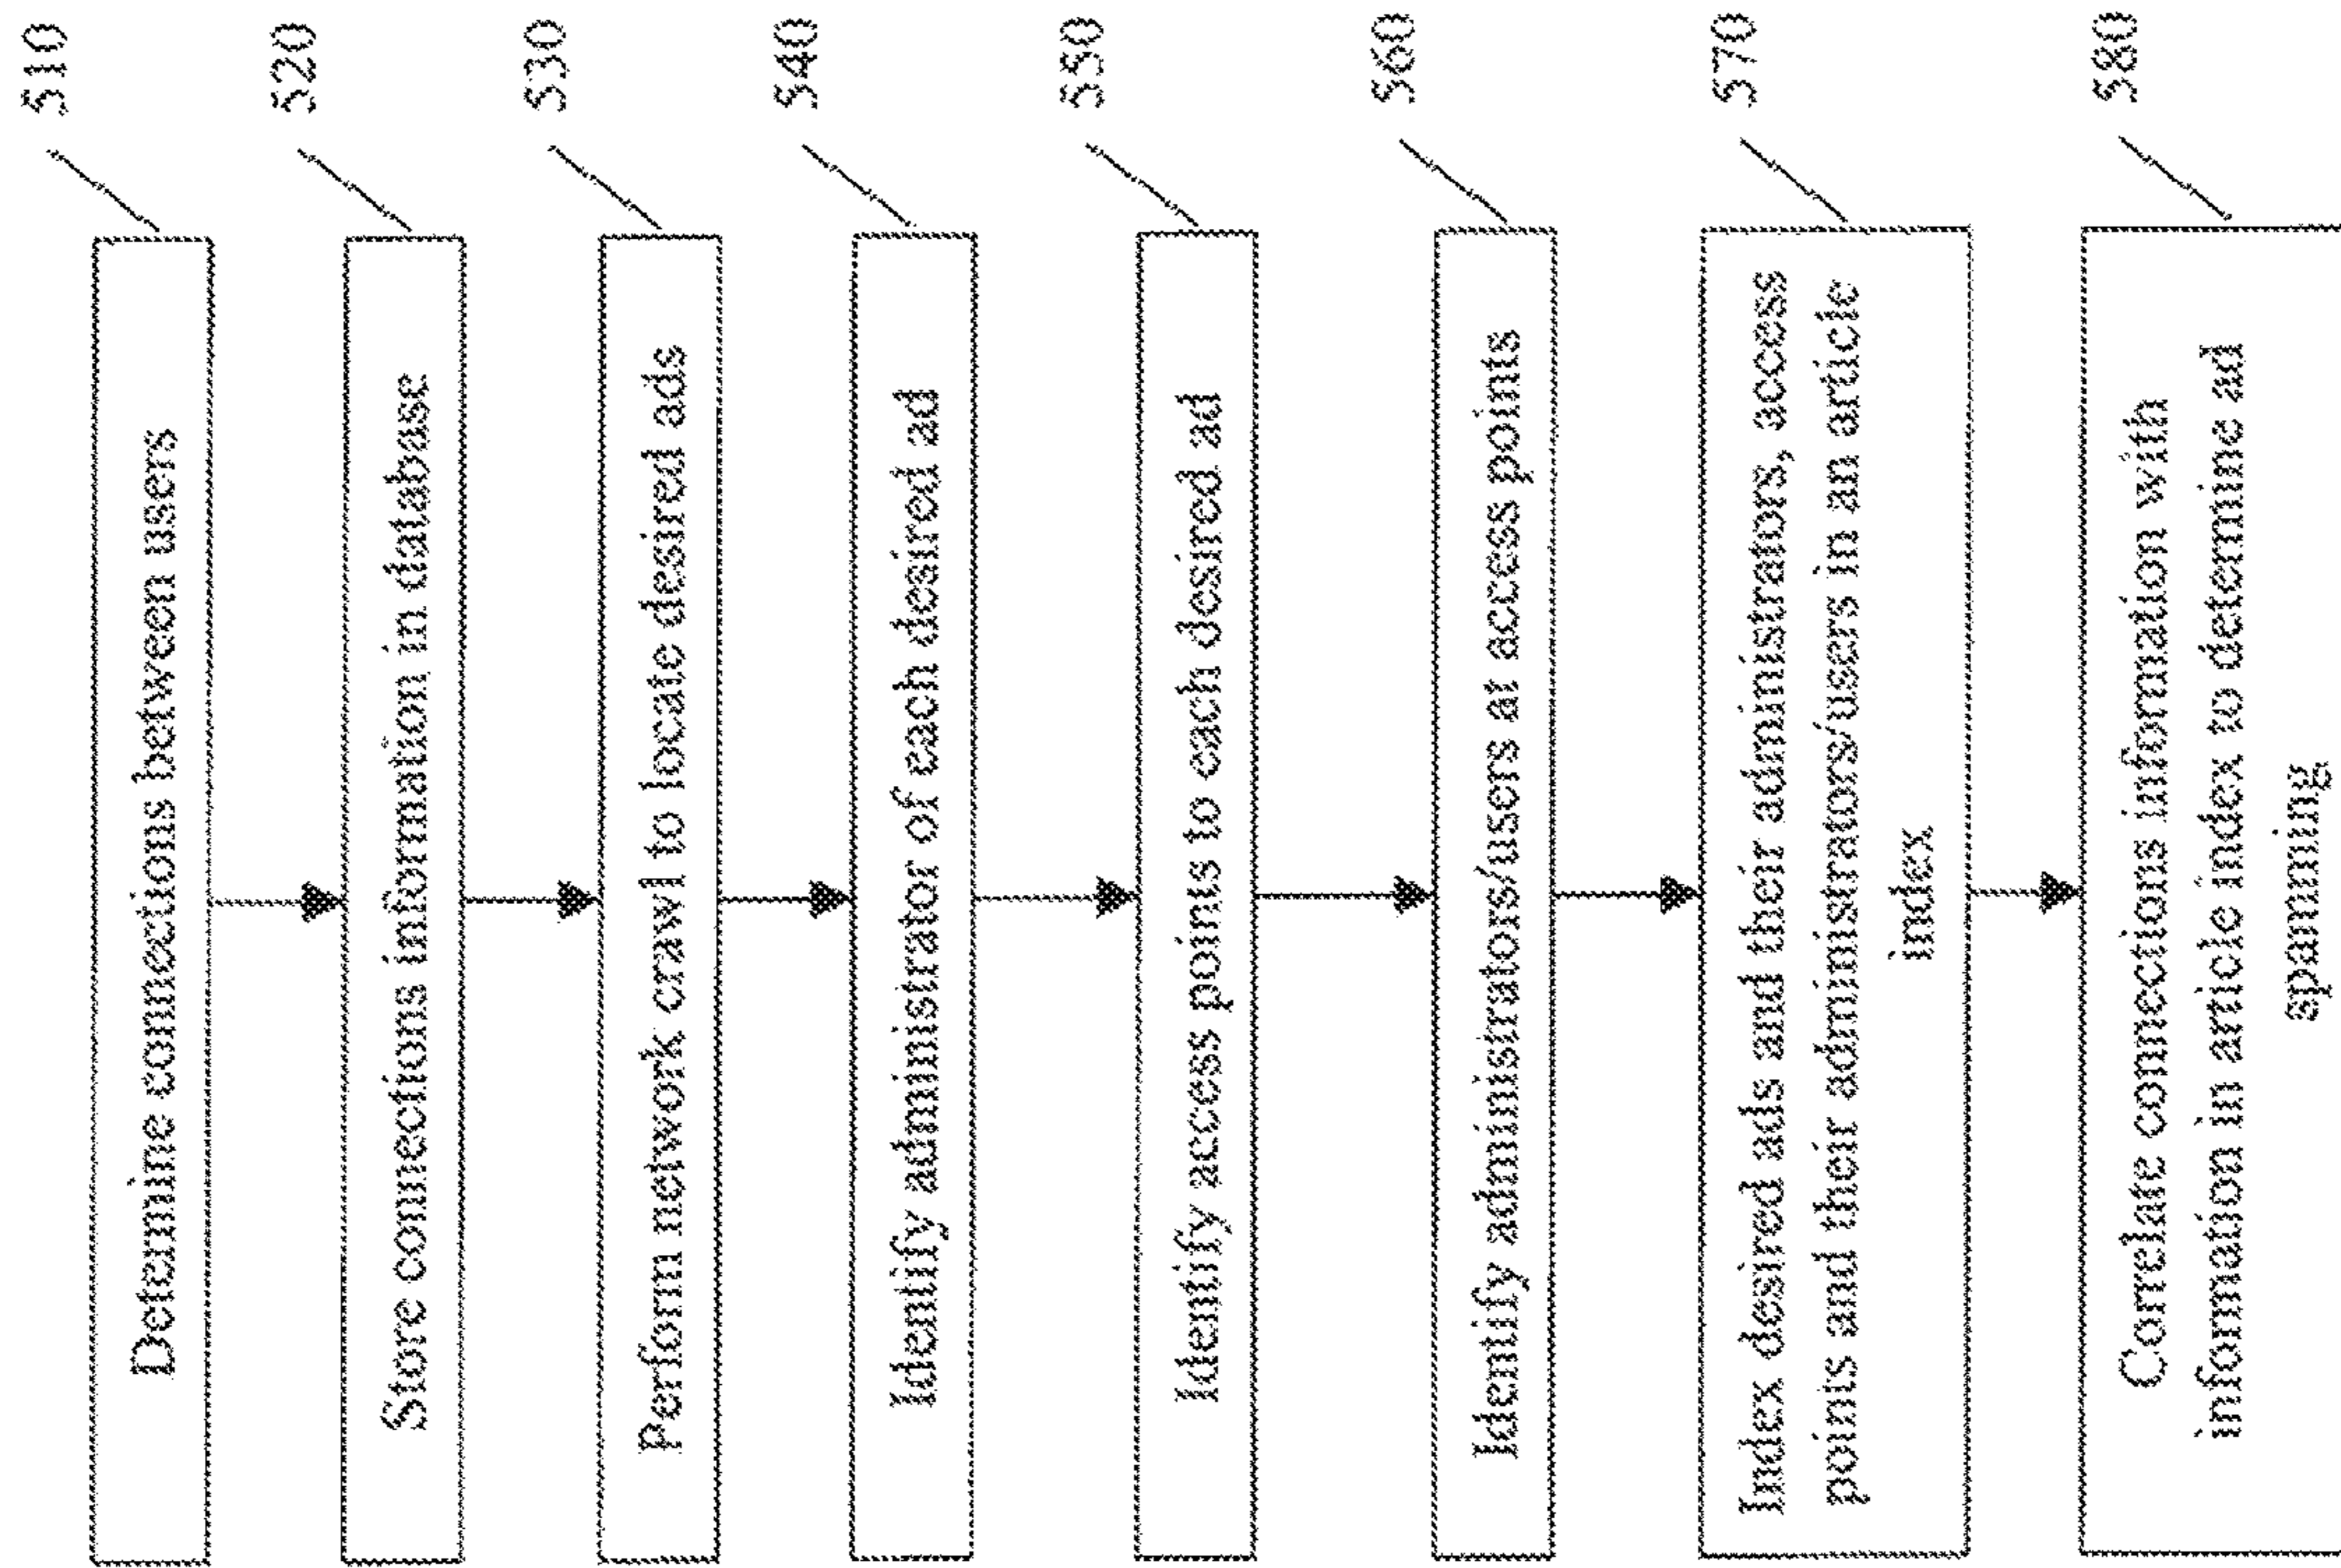 510
Determine connections between users
520
Store connections information in database
530
Perform network crawl to locate desired ads
540
Identify administrator of each desired ad
550
Identify access points to each desired ad
560
Identify administrators/users at access points
570
Index desired ads and their administrators, access
points and their administrators/users in an article
index
580
Correlate connections information with
information in article index to determine ad
spamming